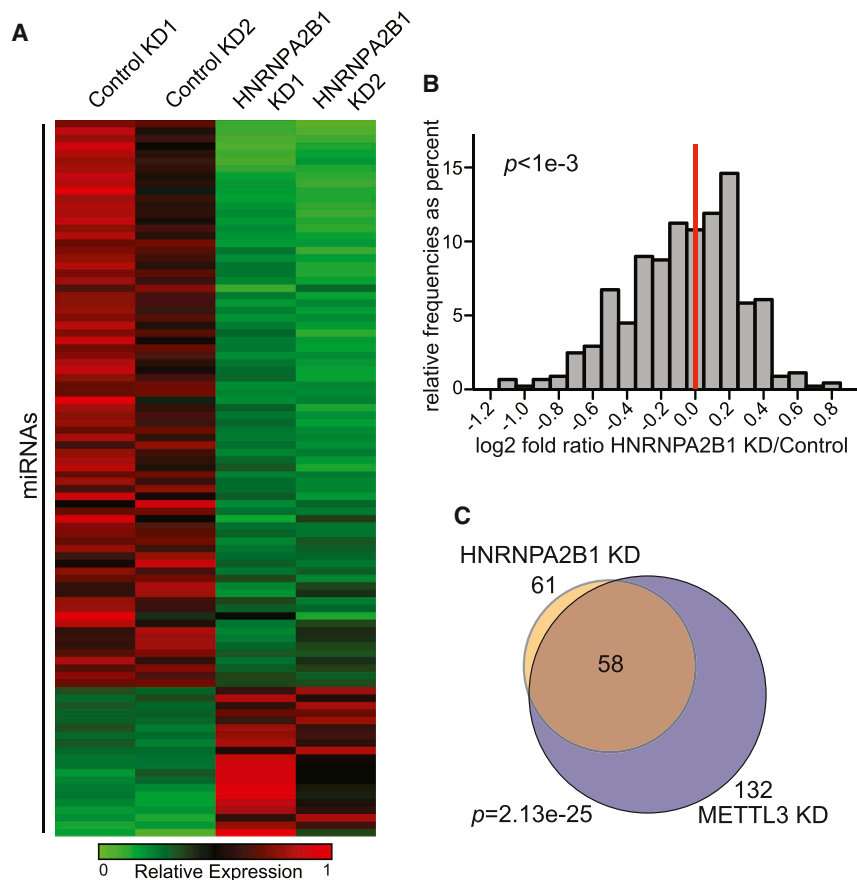 A
Control KD1
Control KD2
HNRNPA2B1
KD1
HNRNPA2B1
KD2
miRNAs
0 Relative Expression 1
B
p<1e-3
relative frequencies as percent
15
10
5
0
-1.2 -1.0 -0.8 -0.6 -0.4 -0.2 0.0 0.2 0.4 0.6 0.8
log2 fold ratio HNRNPA2B1 KD/Control
C
HNRNPA2B1 KD
61
58
132
p=2.13e-25
METTL3 KD